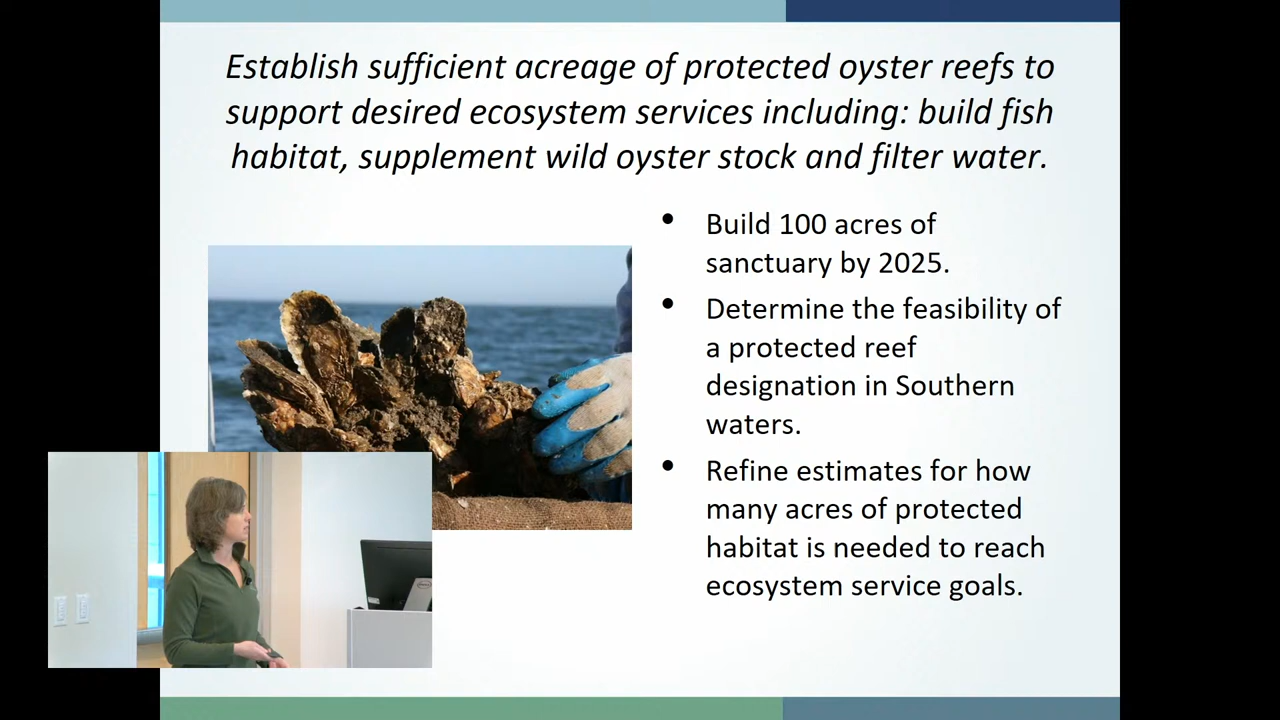 Establish sufficient acreage of protected oyster reefs to
support desired ecosystem services including: build fish
habitat, supplement wild oyster stock and filter water.
• Build 100 acres of
sanctuary by 2025.
• Determine the feasibility of
a protected reef
designation in Southern
waters.
• Refine estimates for how
many acres of protected
habitat is needed to reach
ecosystem service goals.